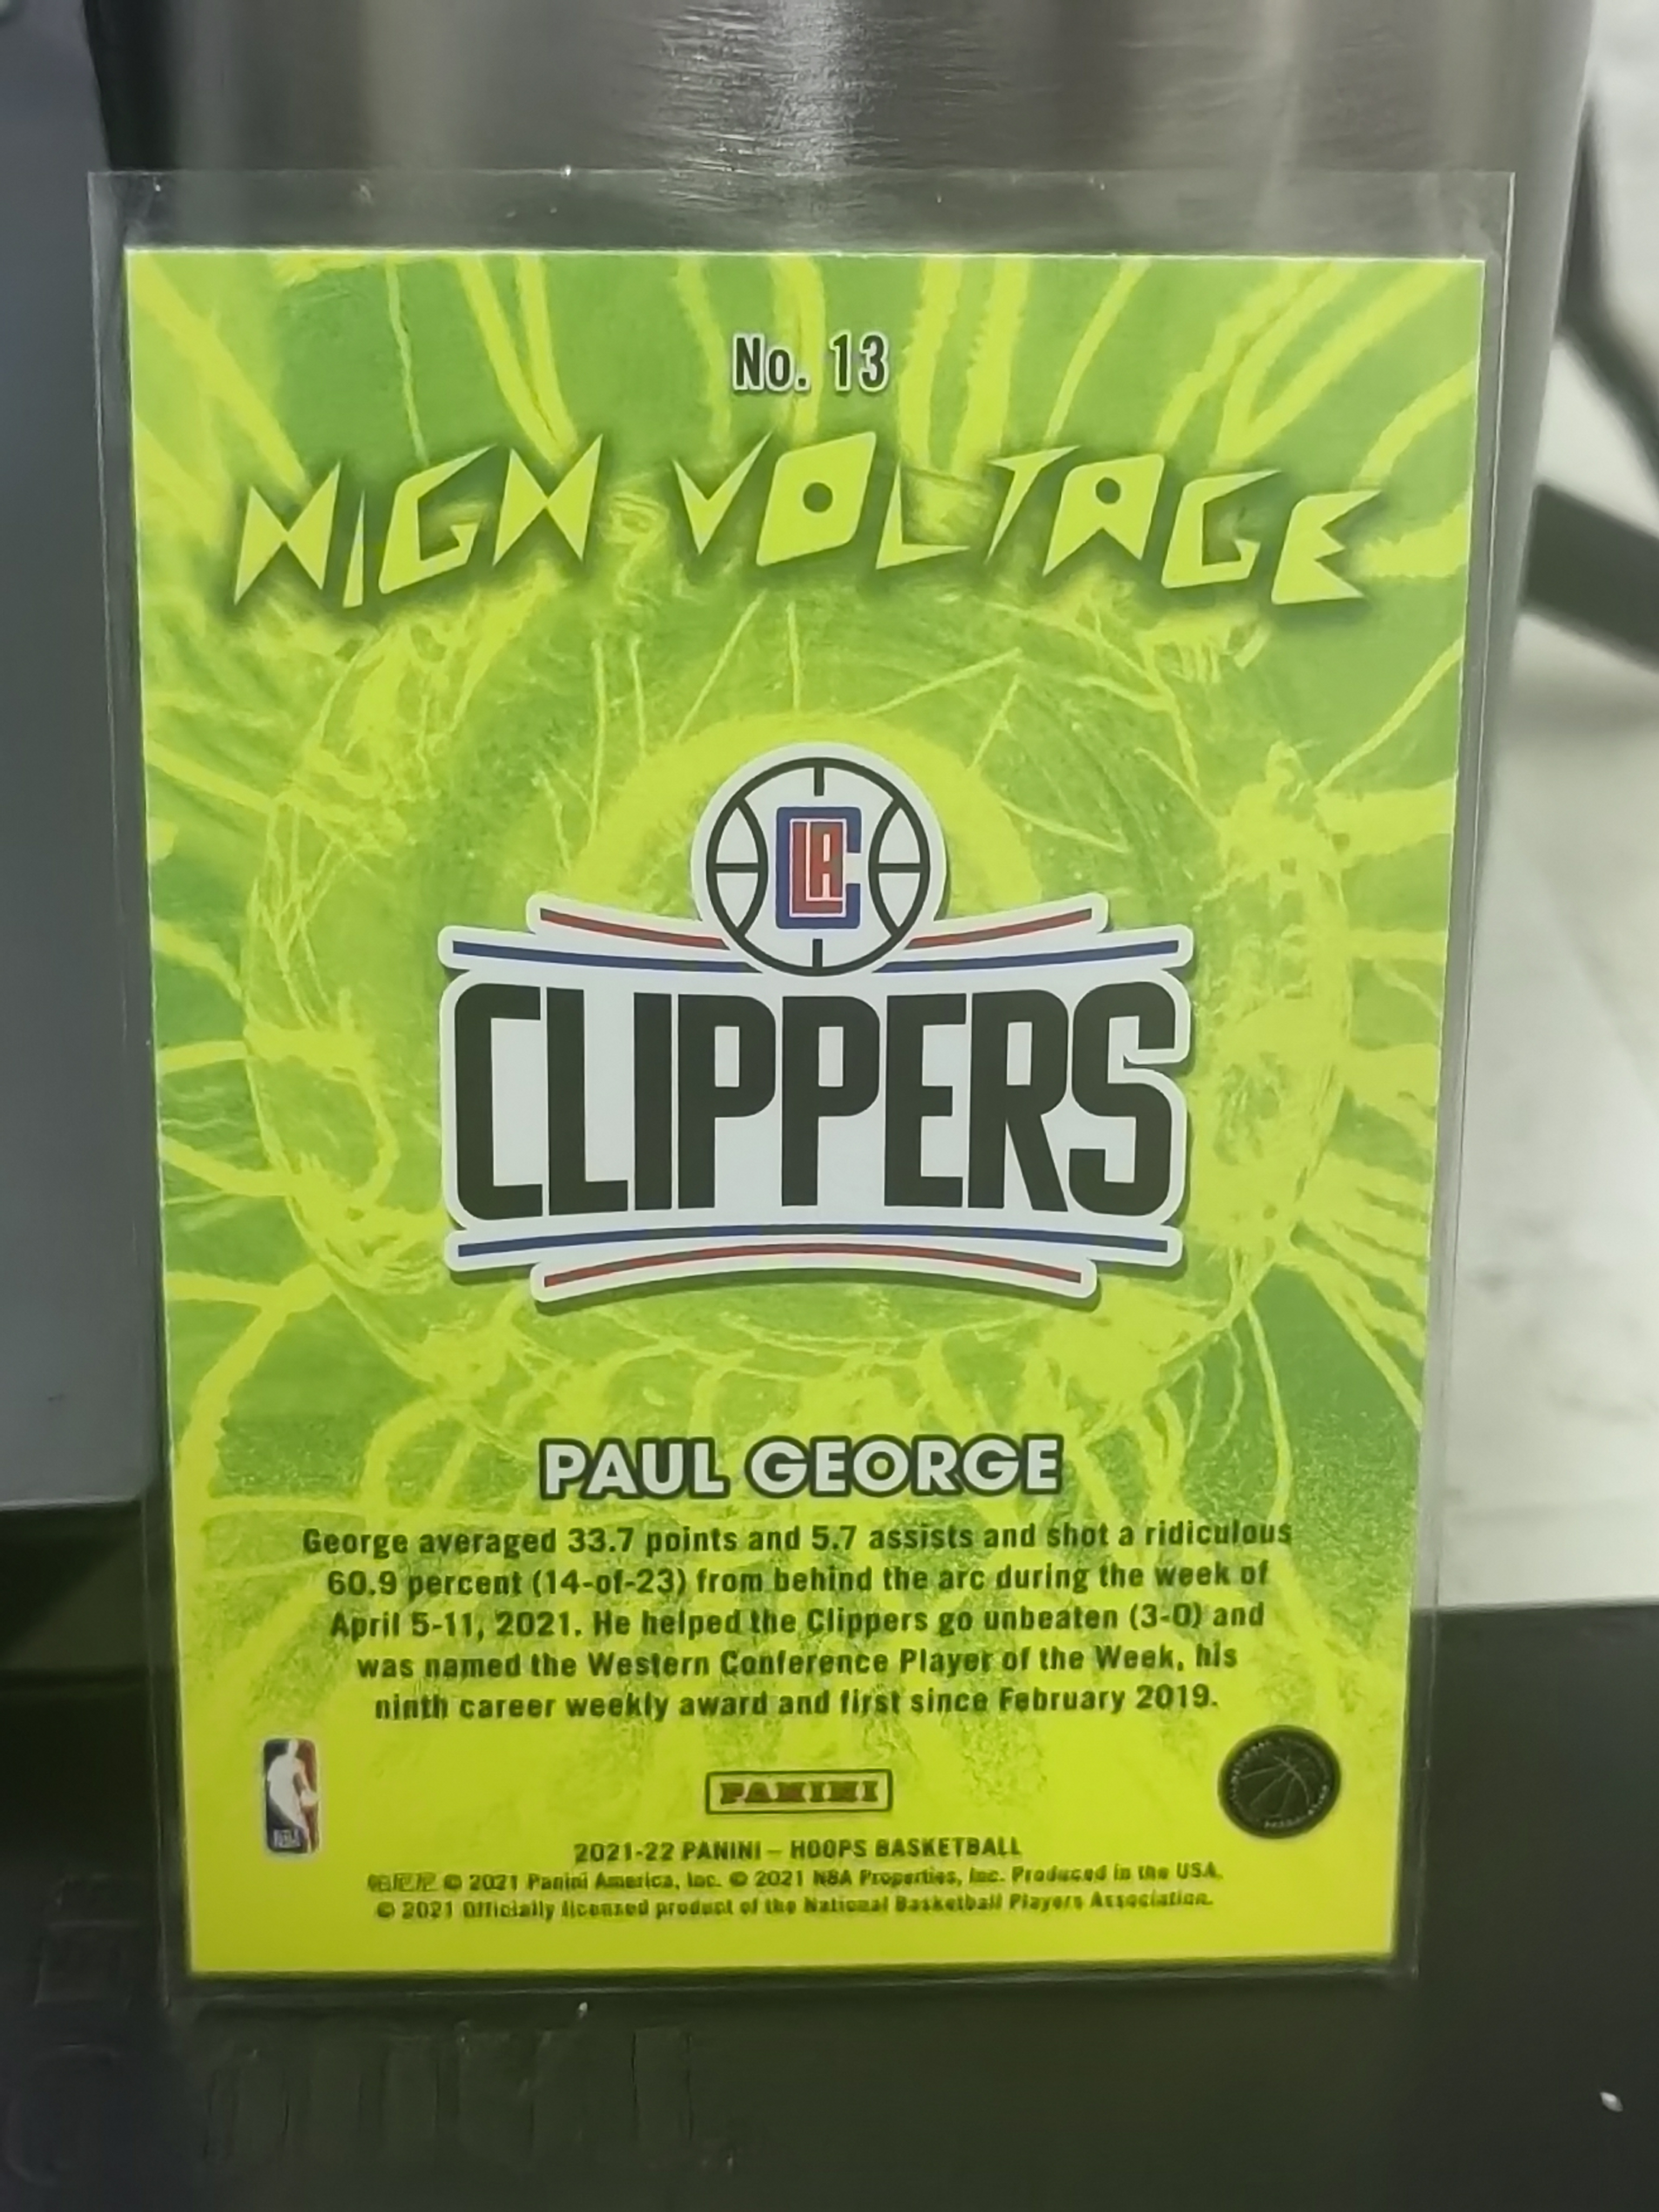 No. 13
HIGH VOLTAGE
LAC
CLIPPERS
PAUL GEORGE
George averaged 33.7 points and 5.7 assists and shot a ridiculous
60.9 percent (14-of-23) from behind the arc during the week of
April 5-11, 2021. He helped the Clippers go unbeaten (3-0) and
was named the Western Conference Player of the Week, his
ninth career weekly award and first since February 2019.
NBA
PANINI
2021-22 PANINI – HOOPS BASKETBALL
© 2021 Panini America, Inc. © 2021 NBA Properties, Inc. Produced in the USA.
© 2021 Officially licensed product of the National Basketball Players Association.